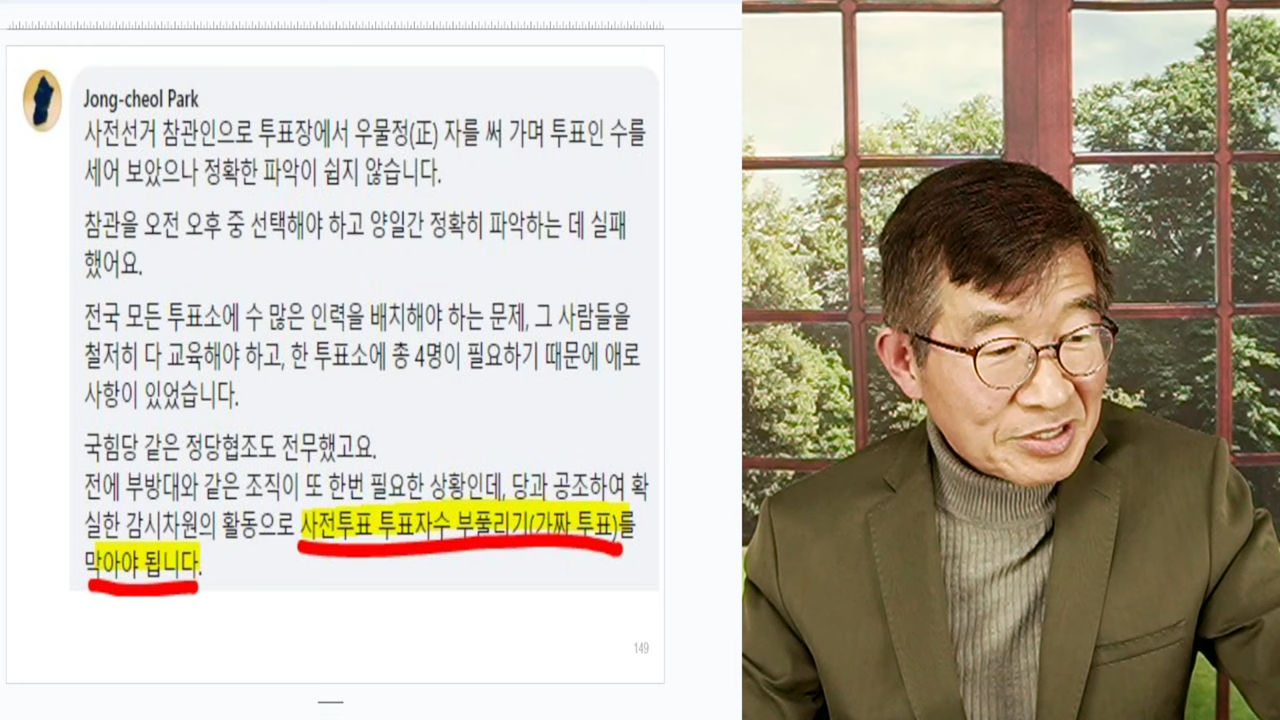 Jong-cheol Park
사전선거 참관인으로 투표장에서 우물정(正) 자를 써 가며 투표인 수를
세어 보았으나 정확한 파악이 쉽지 않습니다.
참관을 오전 오후 중 선택해야 하고 양일간 정확히 파악하는 데 실패
했어요.
전국 모든 투표소에 수 많은 인력을 배치해야 하는 문제, 그 사람들을
철저히 다 교육해야 하고, 한 투표소에 총 4명이 필요하기 때문에 애로
사항이 있었습니다.
국힘당 같은 정당협조도 전무했고요.
전에 부방대와 같은 조직이 또 한번 필요한 상황인데, 당과 공조하여 확
실한 감시차원의 활동으로 사전투표 투표자수 부풀리기(가짜 투표)를
막아야 됩니다.
149